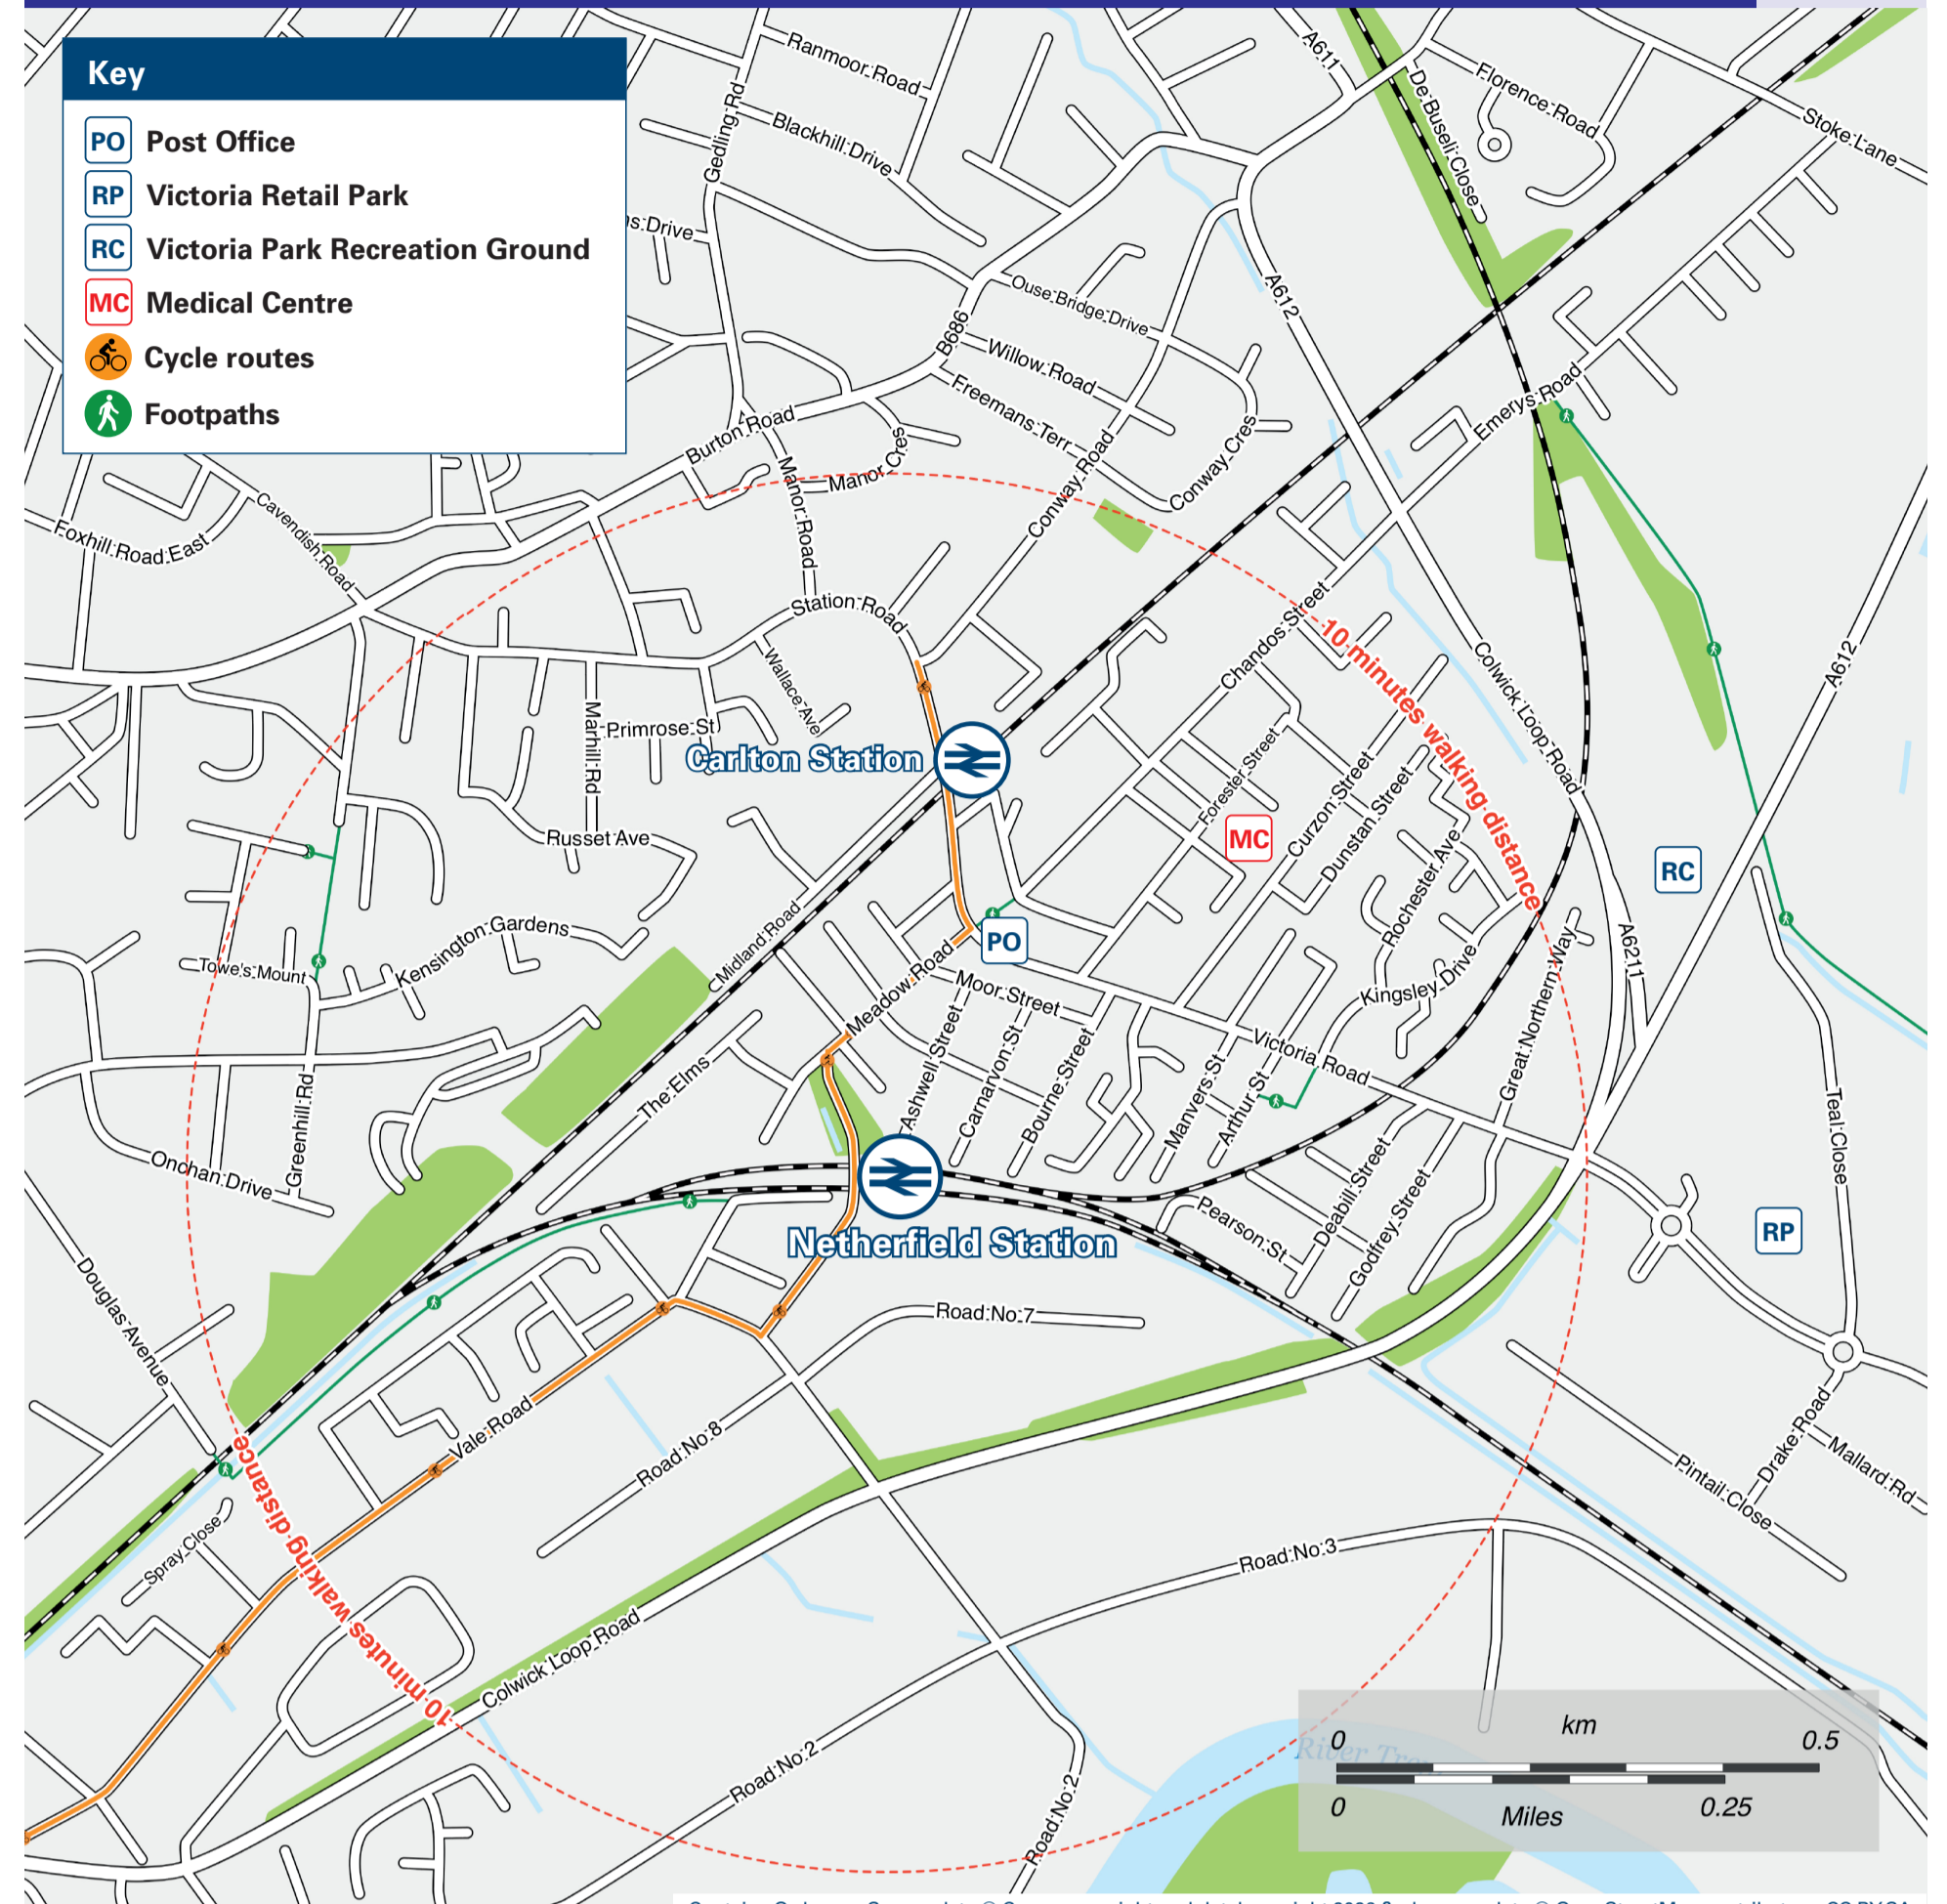 Key
PO Post Office
RP Victoria Retail Park
RC Victoria Park Recreation Ground
MC Medical Centre
Cycle routes
Footpaths
Ranmoor Road
Blackhill Drive
Gedling Rd
A611
De Buseli Close
Florence Road
Stoke Lane
Drive
Ouse Bridge Drive
A612
B686
Willow Road
Freemans Terr
Burton Road
Manor Cres
Manor Road
Conway Road
Conway Cres
Emerys Road
Foxhill Road East
Cavendish Road
Station Road
Chandos Street
10 minutes walking distance
Colwick Loop Road
A612
Wallace Ave
Primrose St
Marhill Rd
Carlton Station
Forester Street
Curzon Street
Dunstan Street
MC
Russet Ave
Rochester Ave
RC
Midland Road
Kensington Gardens
Towe's Mount
PO
Meadow Road
Moor Street
Kingsley Drive
Great Northern Way
A6211
Victoria Road
Ashwell Street
Carnarvon St
Bourne Street
Manvers St
Arthur St
The Elms
Greenhill Rd
Onchan Drive
Teal Close
Deabill Street
Godfrey Street
Pearson St
RP
Netherfield Station
Douglas Avenue
Road No 7
Vale Road
Road No 8
Drake Road
Mallard Rd
Pintail Close
10 minutes walking distance
Spray Close
Road No 3
Colwick Loop Road
Road No 2
Road No 2
River
km
0 0.5
0 0.25
Miles